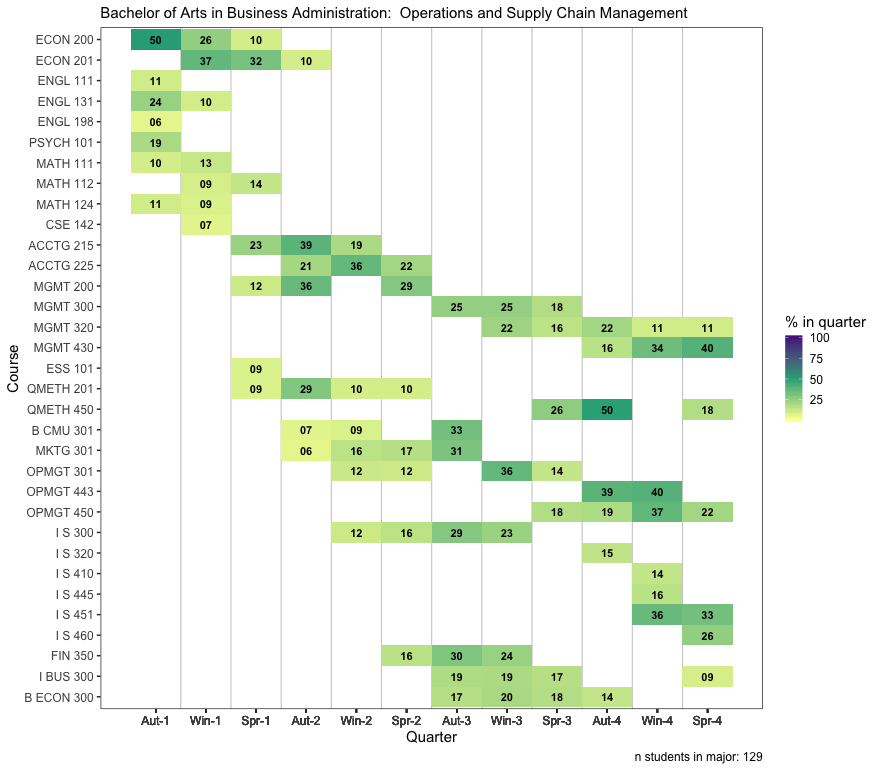 Bachelor of Arts in Business Administration:  Operations and Supply Chain Management
ECON 200 50 26 10
ECON 201 37 32 10
ENGL 111 11
ENGL 131 24 10
ENGL 198 06
PSYCH 101 19
MATH 111 10 13
MATH 112 09 14
MATH 124 11 09
CSE 142 07
ACCTG 215 23 39 19
ACCTG 225 21 36 22
MGMT 200 12 36 29
MGMT 300 25 25 18
MGMT 320 22 16 22 11 11
MGMT 430 16 34 40
ESS 101 09
QMETH 201 09 29 10 10
QMETH 450 26 50 18
B CMU 301 07 09 33
MKTG 301 06 16 17 31
OPMGT 301 12 12 36 14
OPMGT 443 39 40
OPMGT 450 18 19 37 22
I S 300 12 16 29 23
I S 320 15
I S 410 14
I S 445 16
I S 451 36 33
I S 460 26
FIN 350 16 30 24
I BUS 300 19 19 17 09
B ECON 300 17 20 18 14
Aut-1 Win-1 Spr-1 Aut-2 Win-2 Spr-2 Aut-3 Win-3 Spr-3 Aut-4 Win-4 Spr-4
Quarter
Course
% in quarter
100
75
50
25
n students in major: 129